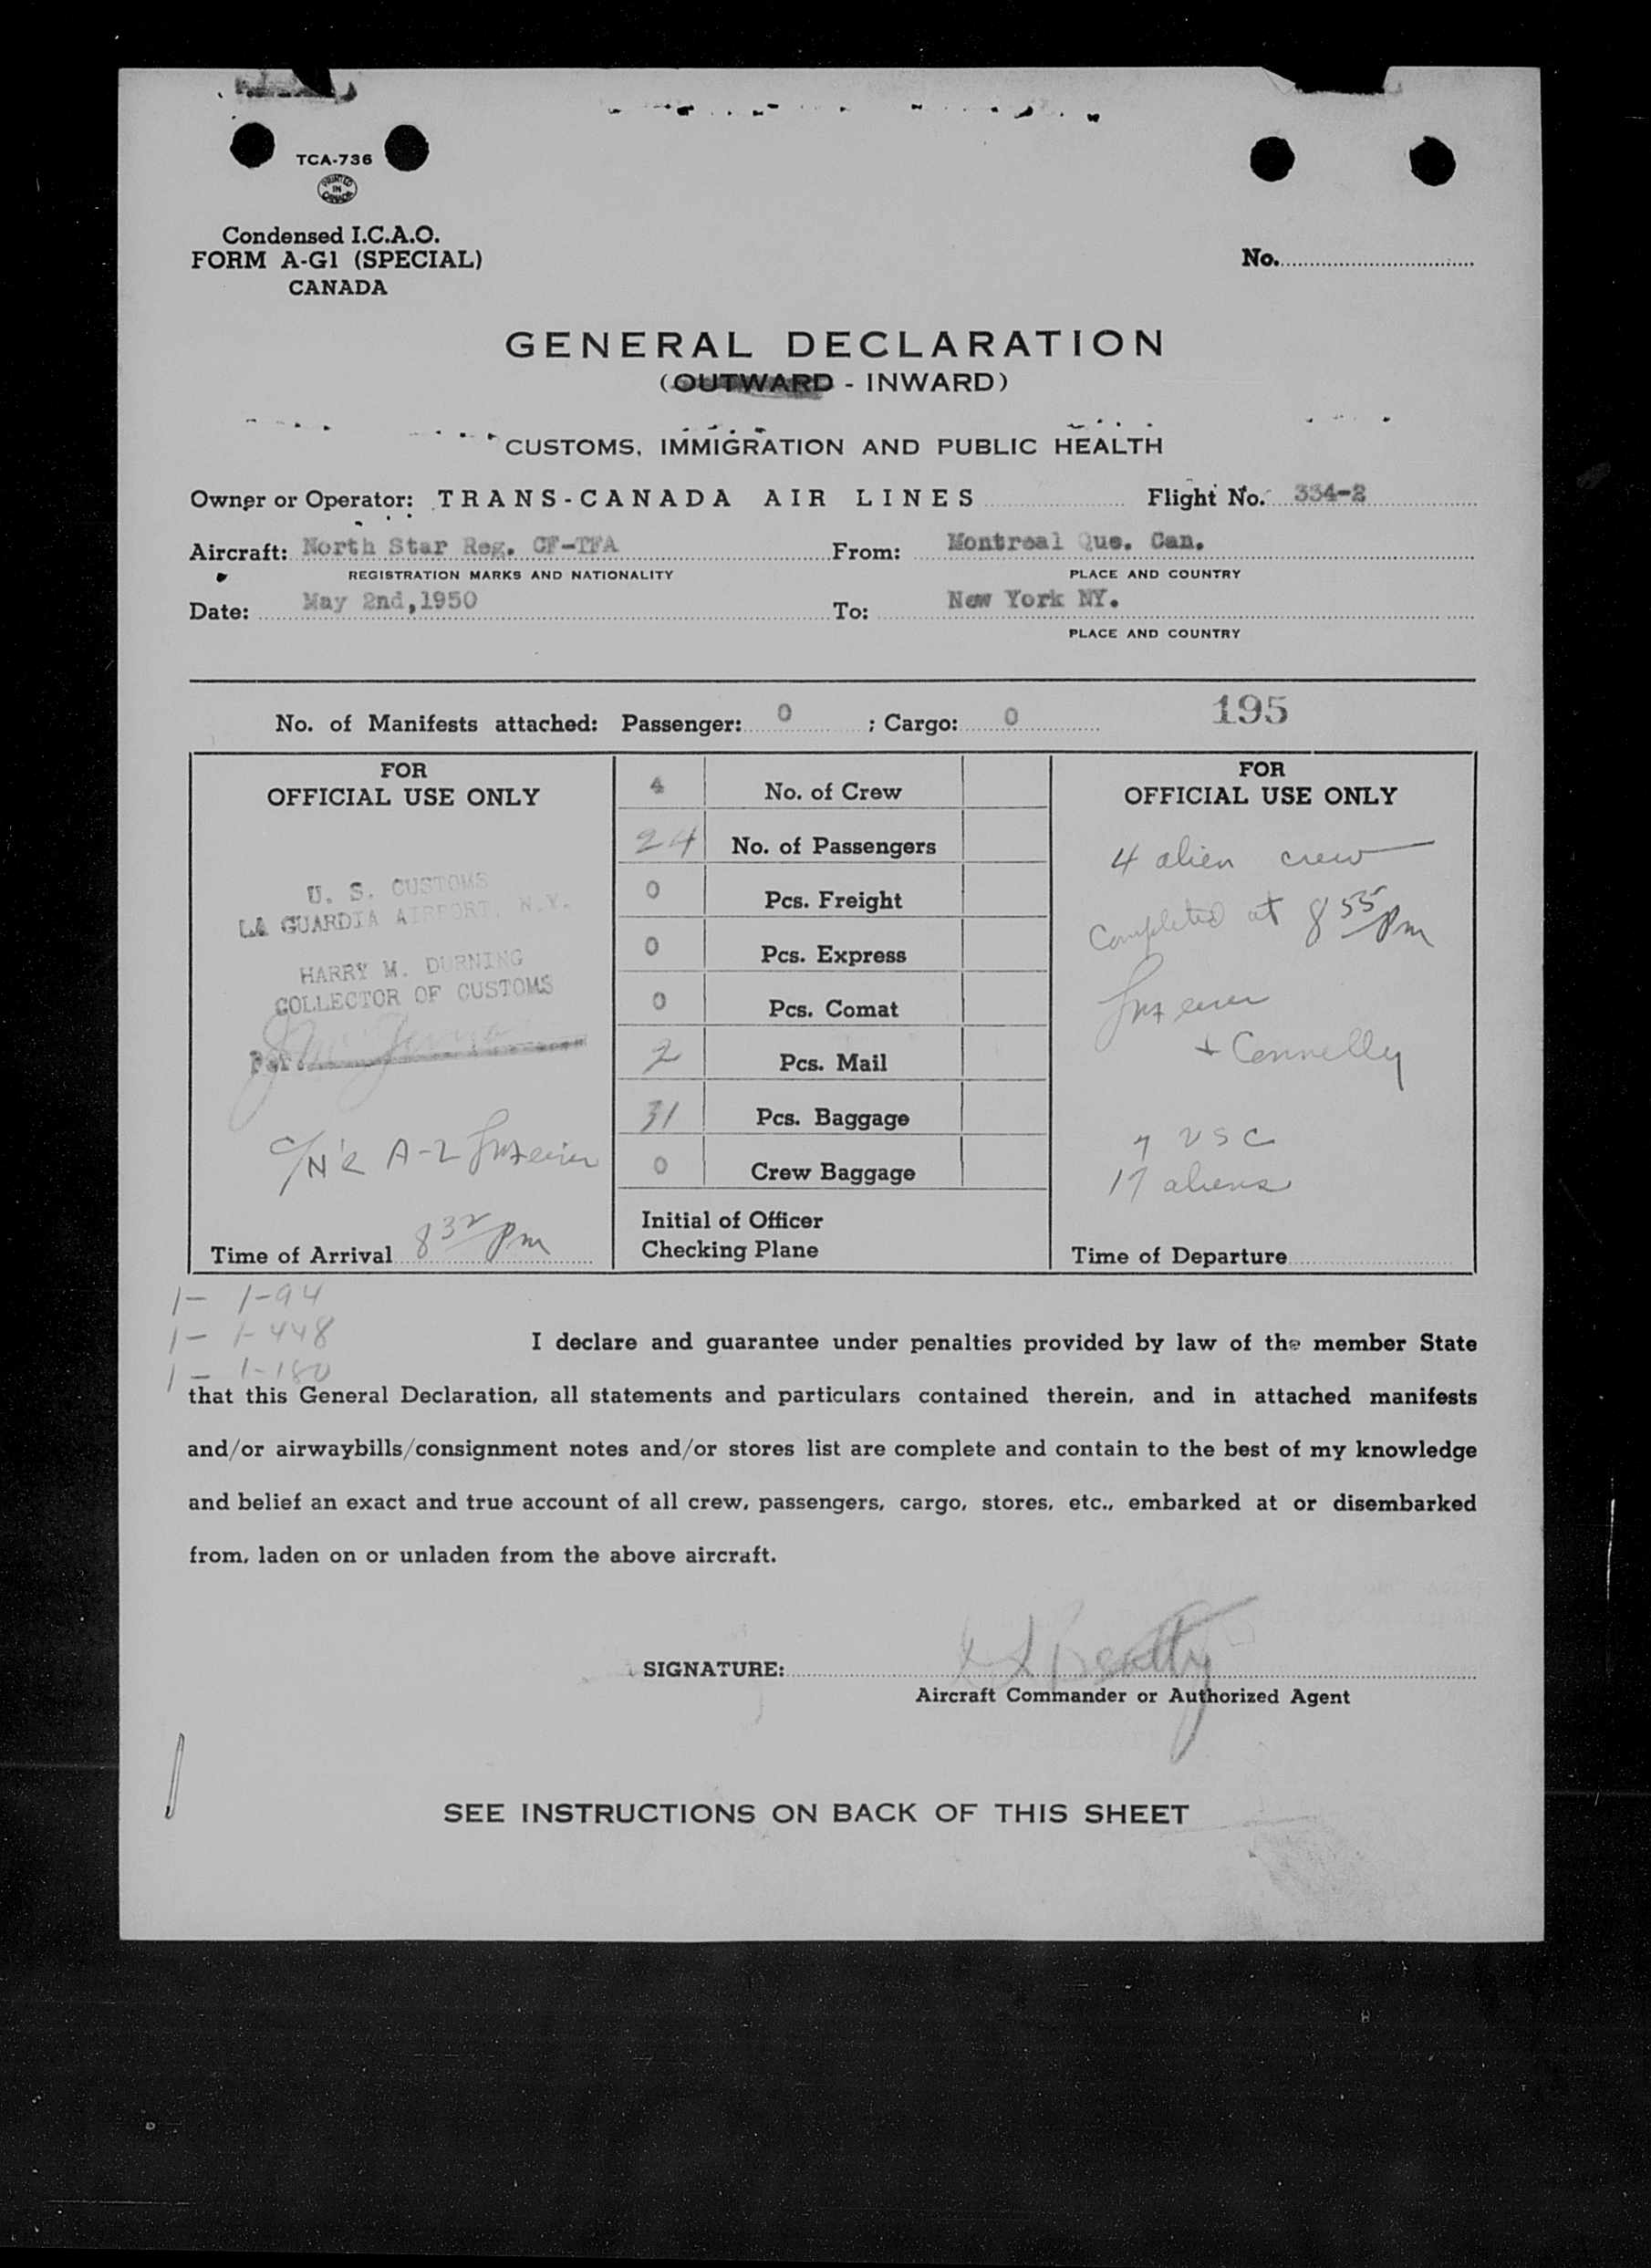 TCA-736
PRINTED
IN
CANADA
Condensed I.C.A.O.
FORM A-G1 (SPECIAL)
CANADA
No.
GENERAL DECLARATION
(OUTWARD - INWARD)
CUSTOMS, IMMIGRATION AND PUBLIC HEALTH
Owner or Operator: TRANS-CANADA AIR LINES Flight No. 334-2
Aircraft: North Star Reg. CF-TFA From: Montreal Que. Can.
REGISTRATION MARKS AND NATIONALITY PLACE AND COUNTRY
Date: May 2nd,1950 To: New York NY.
PLACE AND COUNTRY
No. of Manifests attached: Passenger: 0 ; Cargo: 0 195
FOR
OFFICIAL USE ONLY
U. S. CUSTOMS
LA GUARDIA AIRPORT, N.Y.
HARRY M. DURNING
COLLECTOR OF CUSTOMS
Per.
A-2
Time of Arrival 8 32 Pm
4 No. of Crew
24 No. of Passengers
0 Pcs. Freight
0 Pcs. Express
0 Pcs. Comat
2 Pcs. Mail
31 Pcs. Baggage
0 Crew Baggage
Initial of Officer
Checking Plane
FOR
OFFICIAL USE ONLY
4 alien crew
Completed at 8 55 Pm
+ Connelly
7 USC
17 aliens
Time of Departure
1- 1-94
1- 1-448
1- 1-180
I declare and guarantee under penalties provided by law of the member State
that this General Declaration, all statements and particulars contained therein, and in attached manifests
and/or airwaybills/consignment notes and/or stores list are complete and contain to the best of my knowledge
and belief an exact and true account of all crew, passengers, cargo, stores, etc., embarked at or disembarked
from, laden on or unladen from the above aircraft.
SIGNATURE:
Aircraft Commander or Authorized Agent
SEE INSTRUCTIONS ON BACK OF THIS SHEET